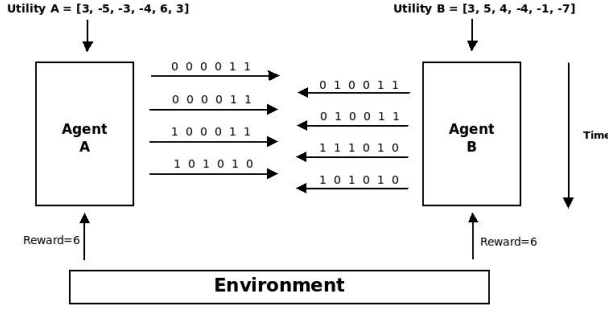 Utility A = [3, -5, -3, -4, 6, 3]
Utility B = [3, 5, 4, -4, -1, -7]
0 0 0 0 1 1
0 1 0 0 1 1
0 0 0 0 1 1
0 1 0 0 1 1
Agent
A
Agent
B
Time
1 0 0 0 1 1
1 1 1 0 1 0
1 0 1 0 1 0
1 0 1 0 1 0
Reward=6
Reward=6
Environment